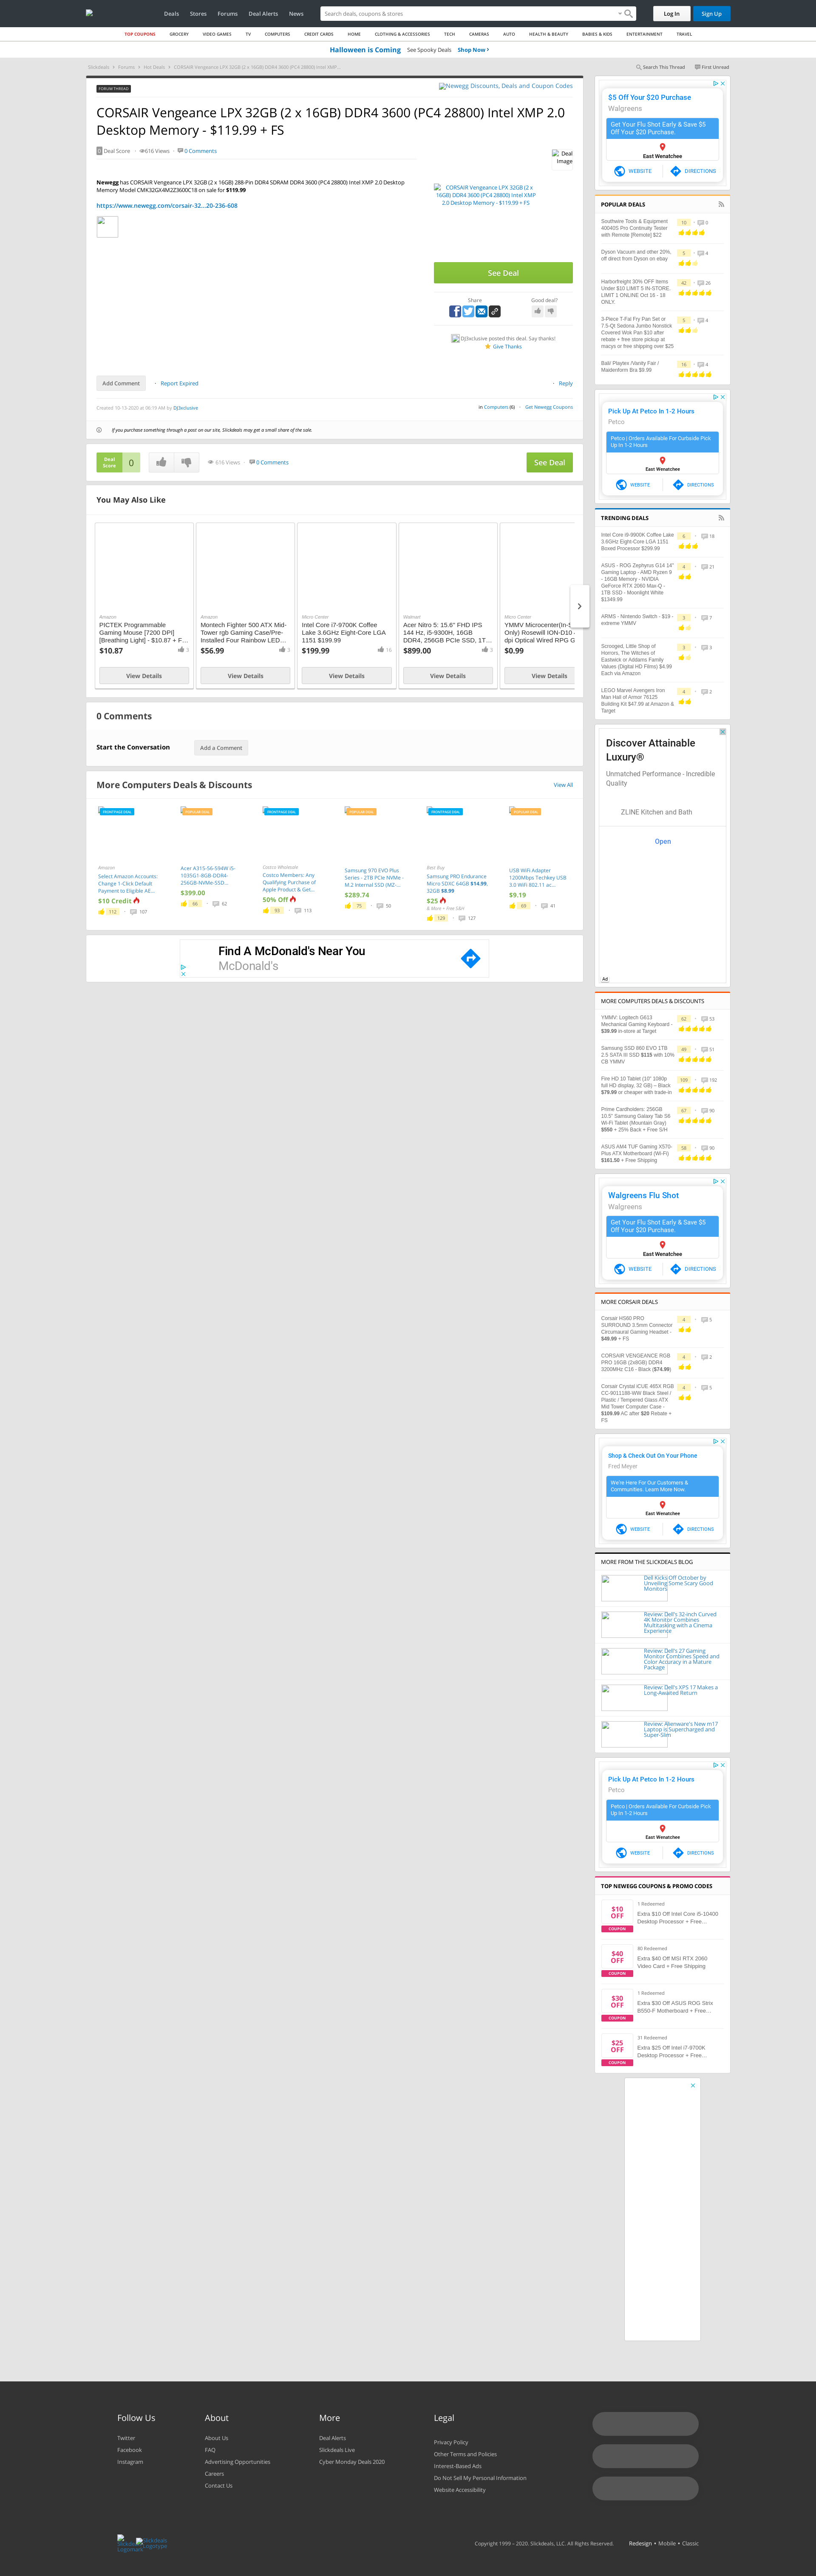 Deals Stores Forums Deal Alerts News
Search deals, coupons & stores
Log In Sign Up
TOP COUPONS GROCERY VIDEO GAMES TV COMPUTERS CREDIT CARDS HOME CLOTHING & ACCESSORIES TECH CAMERAS AUTO HEALTH & BEAUTY BABIES & KIDS ENTERTAINMENT TRAVEL
Halloween is Coming See Spooky Deals Shop Now
Slickdeals Forums Hot Deals CORSAIR Vengeance LPX 32GB (2 x 16GB) DDR4 3600 (PC4 28800) Intel XMP...
Search This Thread First Unread
FORUM THREAD
Newegg Discounts, Deals and Coupon Codes
CORSAIR Vengeance LPX 32GB (2 x 16GB) DDR4 3600 (PC4 28800) Intel XMP 2.0
Desktop Memory - $119.99 + FS
0 Deal Score 616 Views 0 Comments
Deal
Image
Newegg has CORSAIR Vengeance LPX 32GB (2 x 16GB) 288-Pin DDR4 SDRAM DDR4 3600 (PC4 28800) Intel XMP 2.0 Desktop
Memory Model CMK32GX4M2Z3600C18 on sale for $119.99
https://www.newegg.com/corsair-32...20-236-608
CORSAIR Vengeance LPX 32GB (2 x
16GB) DDR4 3600 (PC4 28800) Intel XMP
2.0 Desktop Memory - $119.99 + FS
See Deal
Share Good deal?
DJ3xclusive posted this deal. Say thanks!
Give Thanks
Add Comment Report Expired
Reply
Created 10-13-2020 at 06:19 AM by DJ3xclusive
in Computers (6) Get Newegg Coupons
If you purchase something through a post on our site, Slickdeals may get a small share of the sale.
Deal
Score
0
616 Views 0 Comments
See Deal
You May Also Like
Amazon
PICTEK Programmable
Gaming Mouse [7200 DPI]
[Breathing Light] - $10.87 + F...
$10.87 3
View Details
Amazon
Montech Fighter 500 ATX Mid-
Tower rgb Gaming Case/Pre-
Installed Four Rainbow LED...
$56.99 3
View Details
Micro Center
Intel Core i7-9700K Coffee
Lake 3.6GHz Eight-Core LGA
1151 $199.99
$199.99 16
View Details
Walmart
Acer Nitro 5: 15.6" FHD IPS
144 Hz, i5-9300H, 16GB
DDR4, 256GB PCIe SSD, 1T...
$899.00 3
View Details
Micro Center
YMMV Microcenter(In-S
Only) Rosewill ION-D10
dpi Optical Wired RPG G
$0.99
View Details
0 Comments
Start the Conversation Add a Comment
More Computers Deals & Discounts
View All
FRONTPAGE DEAL
Amazon
Select Amazon Accounts:
Change 1-Click Default
Payment to Eligible AE...
$10 Credit
112 107
POPULAR DEAL
Acer A315-56-594W i5-
1035G1-8GB-DDR4-
256GB-NVMe-SSD...
$399.00
46 52
FRONTPAGE DEAL
Costco Wholesale
Costco Members: Any
Qualifying Purchase of
Apple Product & Get...
50% Off
93 113
POPULAR DEAL
Samsung 970 EVO Plus
Series - 2TB PCIe NVMe -
M.2 Internal SSD (MZ-...
$289.74
75 50
FRONTPAGE DEAL
Best Buy
Samsung PRO Endurance
Micro SDXC 64GB $14.99,
32GB $8.99
$25
& More + Free S&H
129 127
POPULAR DEAL
USB WiFi Adapter
1200Mbps Techkey USB
3.0 WiFi 802.11 ac...
$9.19
69 41
Find A McDonald's Near You
McDonald's
$5 Off Your $20 Purchase
Walgreens
Get Your Flu Shot Early & Save $5
Off Your $20 Purchase.
East Wenatchee
WEBSITE DIRECTIONS
POPULAR DEALS
Southwire Tools & Equipment
40040S Pro Continuity Tester
with Remote [Remote] $22
10 0
Dyson Vacuum and other 20%,
off direct from Dyson on ebay
5 4
Harborfreight 30% OFF Items
Under $10 LIMIT 5 IN-STORE,
LIMIT 1 ONLINE Oct 16 - 18
ONLY.
42 26
3-Piece T-Fal Fry Pan Set or
7.5-Qt Sedona Jumbo Nonstick
Covered Wok Pan $10 after
rebate + free store pickup at
macys or free shipping over $25
5 4
Bali/ Playtex /Vanity Fair /
Maidenform Bra $9.99
16 4
Pick Up At Petco In 1-2 Hours
Petco
Petco | Orders Available For Curbside Pick
Up In 1-2 Hours
East Wenatchee
WEBSITE DIRECTIONS
TRENDING DEALS
Intel Core i9-9900K Coffee Lake
3.6GHz Eight-Core LGA 1151
Boxed Processor $299.99
6 18
ASUS - ROG Zephyrus G14 14"
Gaming Laptop - AMD Ryzen 9
- 16GB Memory - NVIDIA
GeForce RTX 2060 Max-Q -
1TB SSD - Moonlight White
$1349.99
4 21
ARMS - Nintendo Switch - $19 -
extreme YMMV
3 7
Scrooged, Little Shop of
Horrors, The Witches of
Eastwick or Addams Family
Values (Digital HD Films) $4.99
Each via Amazon
3 3
LEGO Marvel Avengers Iron
Man Hall of Armor 76125
Building Kit $47.99 at Amazon &
Target
4 2
Discover Attainable
Luxury®
Unmatched Performance - Incredible
Quality
ZLINE Kitchen and Bath
Open
Ad
MORE COMPUTERS DEALS & DISCOUNTS
YMMV: Logitech G613
Mechanical Gaming Keyboard -
$39.99 in-store at Target
62 53
Samsung SSD 860 EVO 1TB
2.5 SATA III SSD $115 with 10%
CB YMMV
49 51
Fire HD 10 Tablet (10" 1080p
full HD display, 32 GB) – Black
$79.99 or cheaper with trade-in
109 192
Prime Cardholders: 256GB
10.5" Samsung Galaxy Tab S6
Wi-Fi Tablet (Mountain Gray)
$550 + 25% Back + Free S/H
67 90
ASUS AM4 TUF Gaming X570-
Plus ATX Motherboard (Wi-Fi)
$161.50 + Free Shipping
58 90
Walgreens Flu Shot
Walgreens
Get Your Flu Shot Early & Save $5
Off Your $20 Purchase.
East Wenatchee
WEBSITE DIRECTIONS
MORE CORSAIR DEALS
Corsair HS60 PRO
SURROUND 3.5mm Connector
Circumaural Gaming Headset -
$49.99 + FS
4 5
CORSAIR VENGEANCE RGB
PRO 16GB (2x8GB) DDR4
3200MHz C16 - Black ($74.99)
4 2
Corsair Crystal iCUE 465X RGB
CC-9011188-WW Black Steel /
Plastic / Tempered Glass ATX
Mid Tower Computer Case -
$109.99 AC after $20 Rebate +
FS
4 5
Shop & Check Out On Your Phone
Fred Meyer
We're Here For Our Customers &
Communities. Learn More Now
East Wenatchee
WEBSITE DIRECTIONS
MORE FROM THE SLICKDEALS BLOG
Dell Kicks Off October by
Unveiling Some Scary Good
Monitors
Review: Dell's 32-inch Curved
4K Monitor Combines
Multitasking with a Cinema
Experience
Review: Dell's 27 Gaming
Monitor Combines Speed and
Color Accuracy in a Mature
Package
Review: Dell's XPS 17 Makes a
Long-Awaited Return
Review: Alienware's New m17
Laptop is Supercharged and
Super-Slim
Pick Up At Petco In 1-2 Hours
Petco
Petco | Orders Available For Curbside Pick
Up In 1-2 Hours
East Wenatchee
WEBSITE DIRECTIONS
TOP NEWEGG COUPONS & PROMO CODES
$10
OFF
COUPON
1 Redeemed
Extra $10 Off Intel Core i5-10400
Desktop Processor + Free...
$40
OFF
COUPON
80 Redeemed
Extra $40 Off MSI RTX 2060
Video Card + Free Shipping
$30
OFF
COUPON
1 Redeemed
Extra $30 Off ASUS ROG Strix
B550-F Motherboard + Free...
$25
OFF
COUPON
31 Redeemed
Extra $25 Off Intel i7-9700K
Desktop Processor + Free...
Follow Us
Twitter
Facebook
Instagram
About
About Us
FAQ
Advertising Opportunities
Careers
Contact Us
More
Deal Alerts
Slickdeals Live
Cyber Monday Deals 2020
Legal
Privacy Policy
Other Terms and Policies
Interest-Based Ads
Do Not Sell My Personal Information
Website Accessibility
Copyright 1999 – 2020. Slickdeals, LLC. All Rights Reserved. Redesign • Mobile • Classic